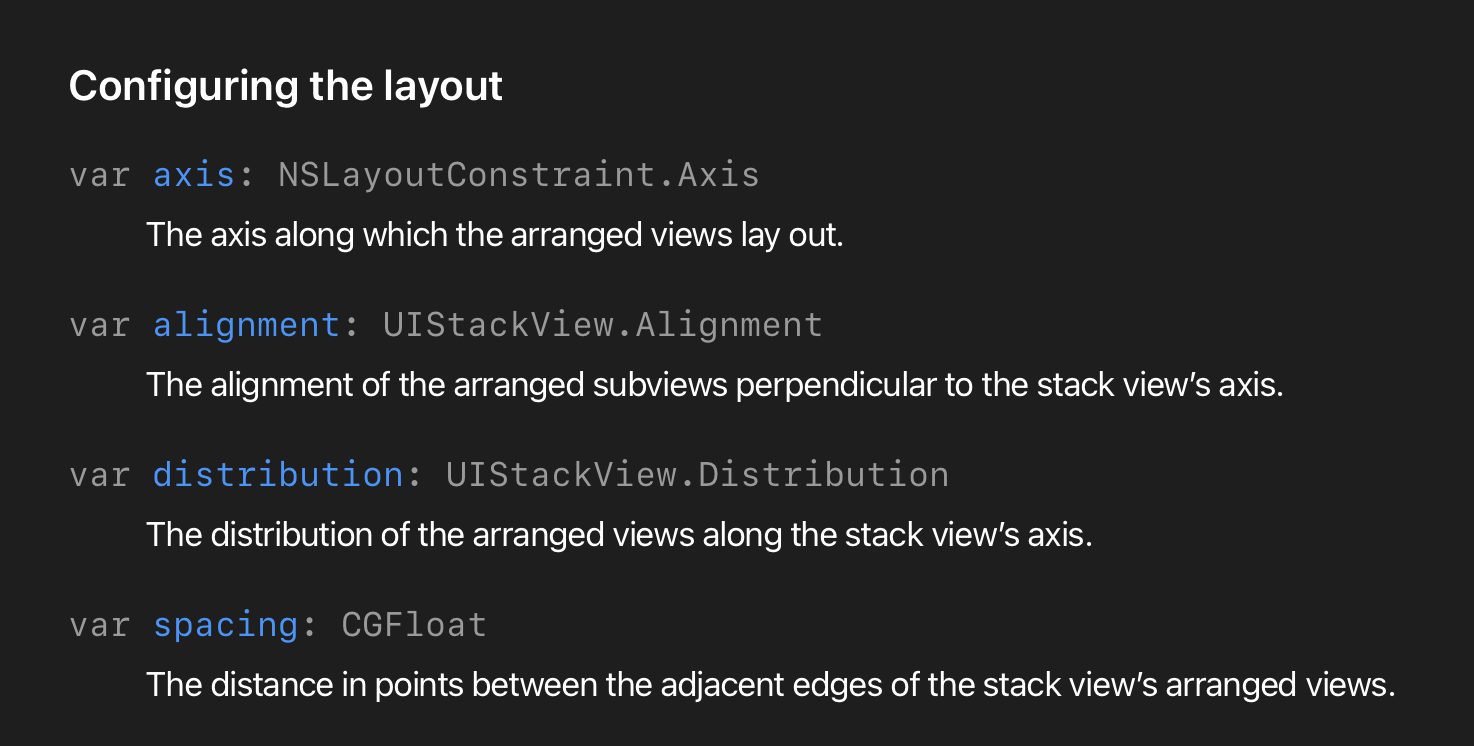 Configuring the layout
var axis: NSLayoutConstraint.Axis
The axis along which the arranged views lay out.
var alignment: UIStackView.Alignment
The alignment of the arranged subviews perpendicular to the stack view’s axis.
var distribution: UIStackView.Distribution
The distribution of the arranged views along the stack view’s axis.
var spacing: CGFloat
The distance in points between the adjacent edges of the stack view’s arranged views.